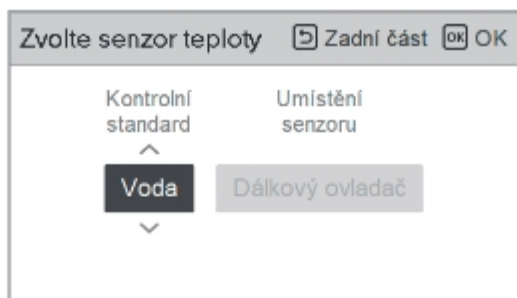 Zvolte senzor teploty Zadní část OK OK
Kontrolní standard
Umístění senzoru
Voda Dálkový ovladač